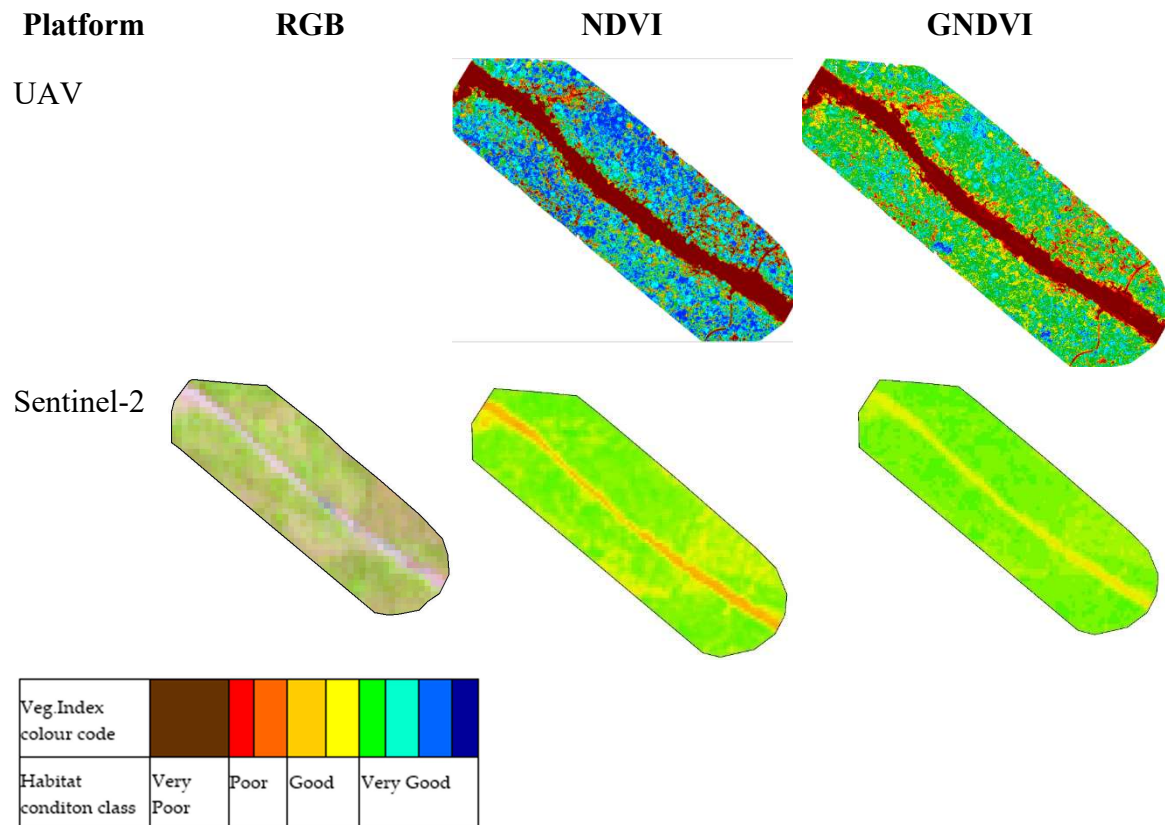 Platform RGB NDVI GNDVI
UAV
Sentinel-2
Veg.Index
colour code
Habitat
conditon class
Very
Poor
Poor
Good
Very Good